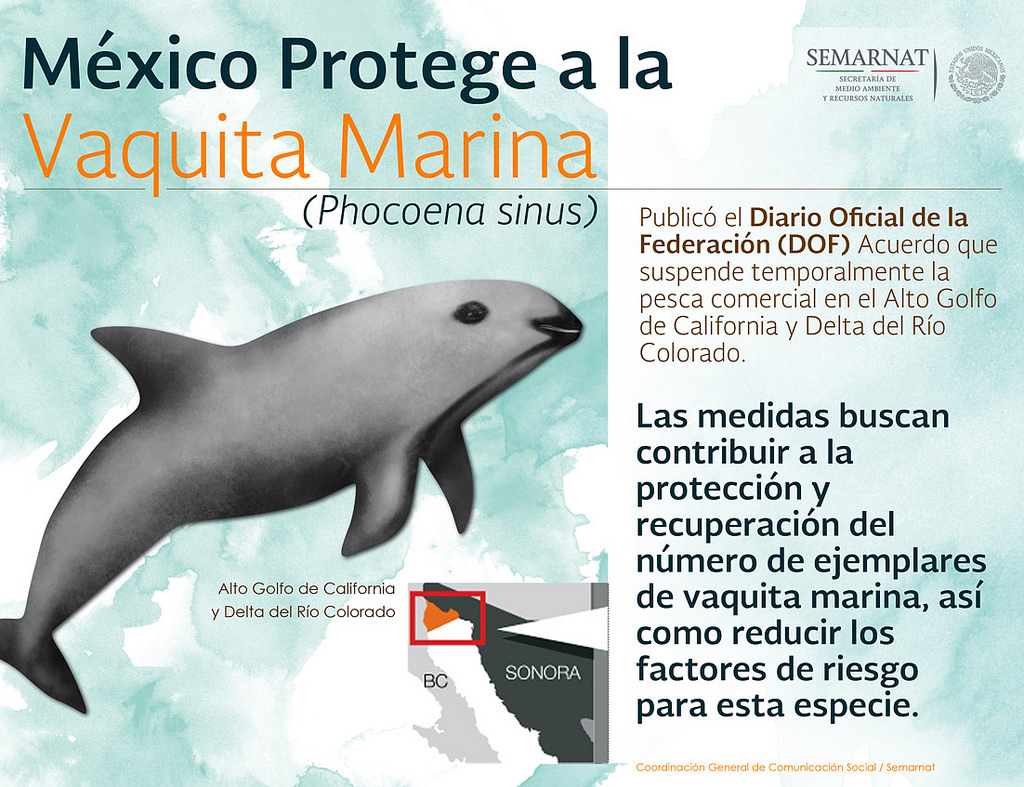 México Protege a la
Vaquita Marina
(Phocoena sinus)
SEMARNAT
SECRETARÍA DE
MEDIO AMBIENTE
Y RECURSOS NATURALES
ESTADOS UNIDOS MEXICANOS
Publicó el Diario Oficial de la
Federación (DOF) Acuerdo que
suspende temporalmente la
pesca comercial en el Alto Golfo
de California y Delta del Río
Colorado.
Las medidas buscan
contribuir a la
protección y
recuperación del
número de ejemplares
de vaquita marina, así
como reducir los
factores de riesgo
para esta especie.
Alto Golfo de California
y Delta del Río Colorado
BC
SONORA
Coordinación General de Comunicación Social / Semarnat